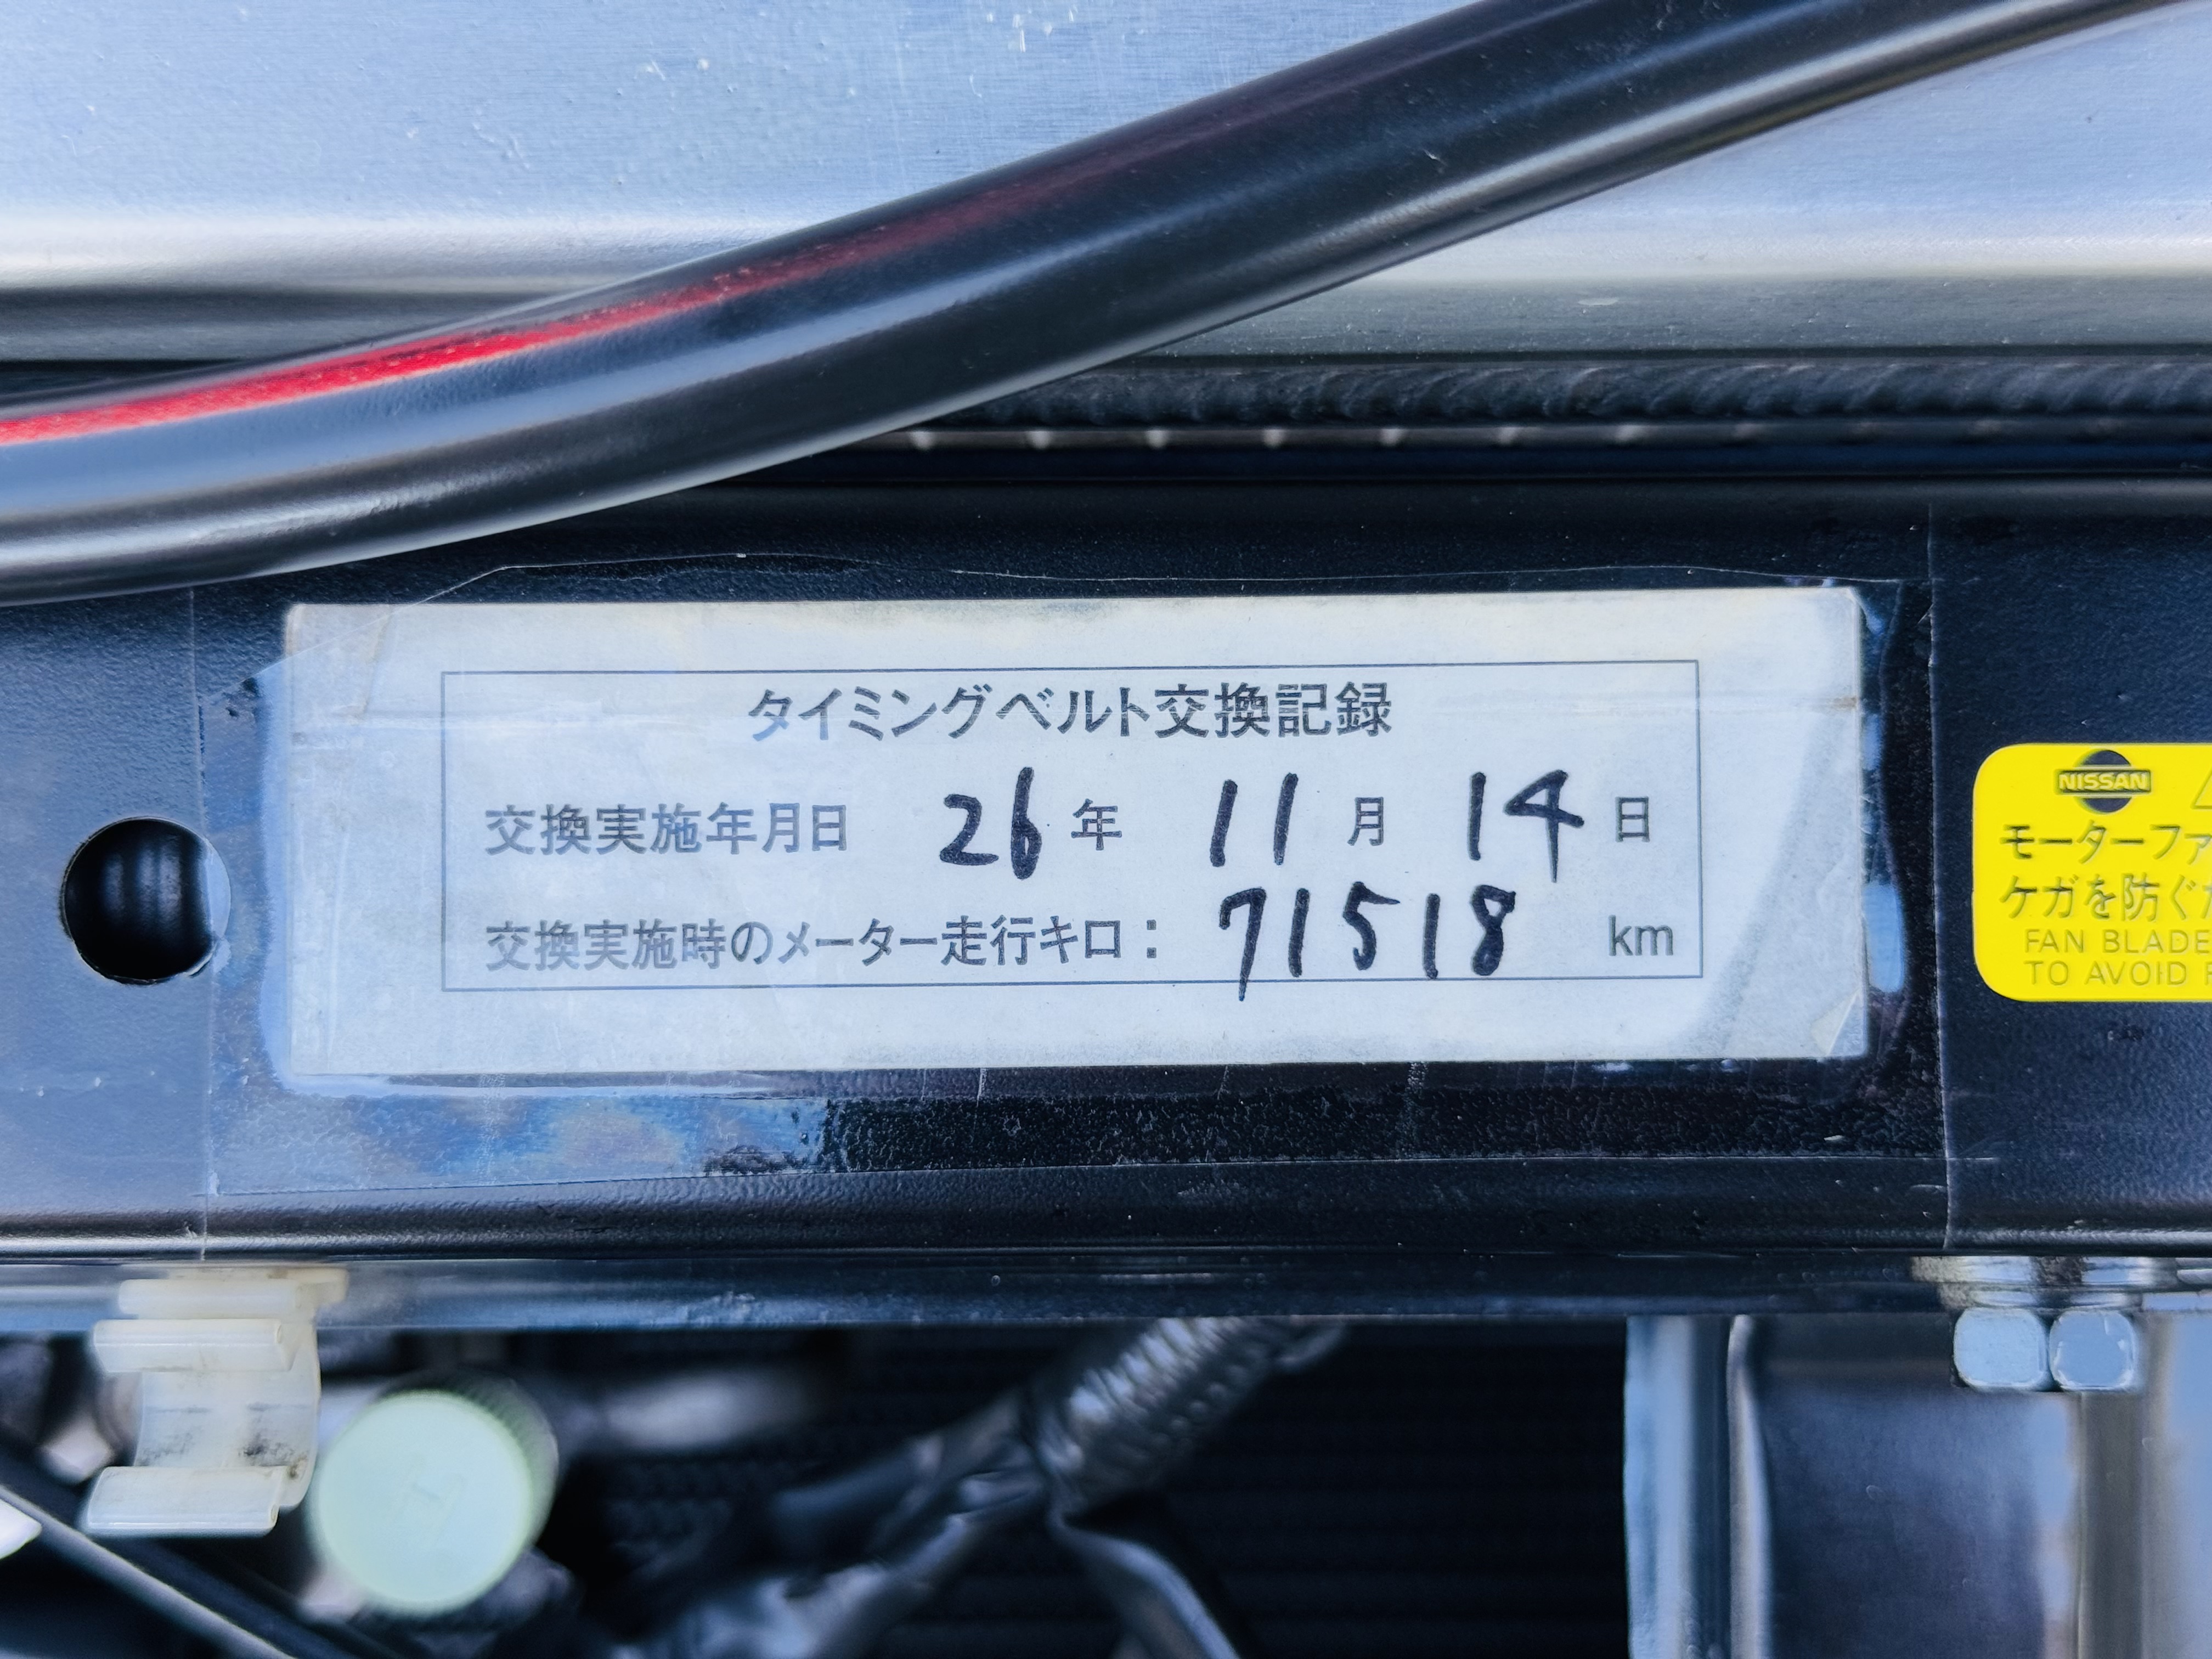 タイミングベルト交換記録
交換実施年月日 26 年 11 月 14 日
交換実施時のメーター走行キロ： 71518 km
NISSAN
モーターファ
ケガを防ぐ
FAN BLADE
TO AVOID